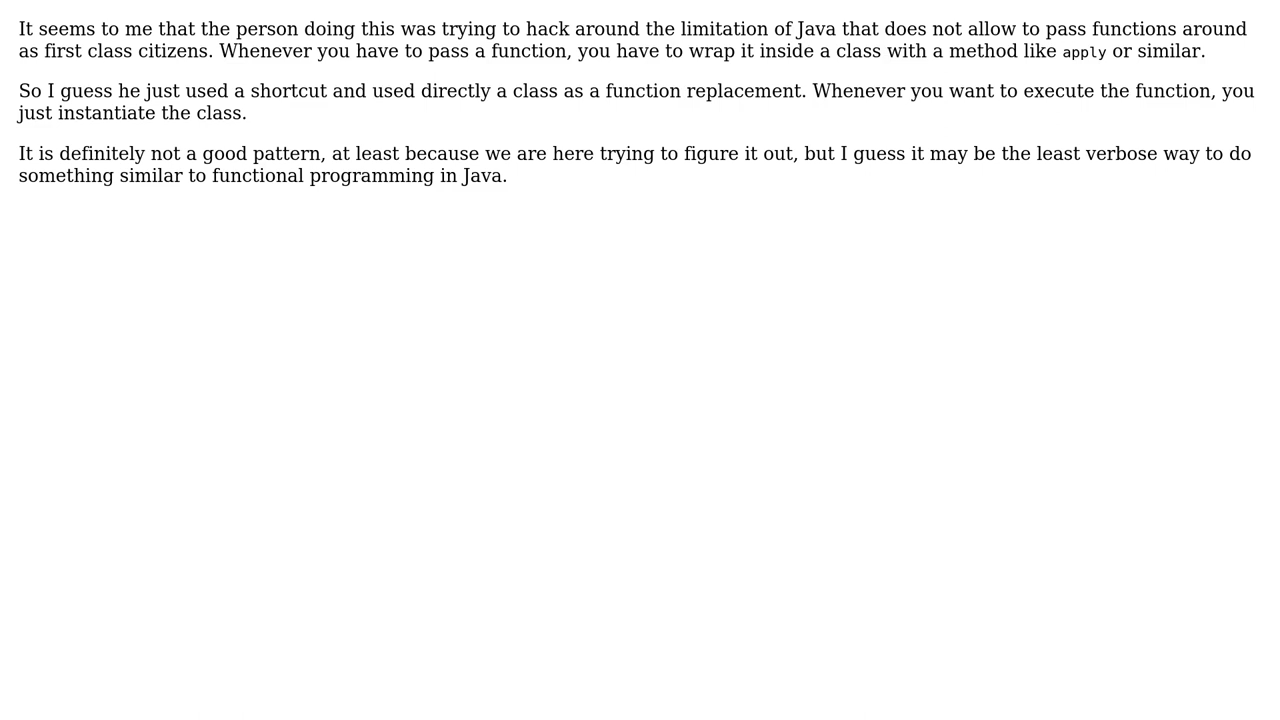 It seems to me that the person doing this was trying to hack around the limitation of Java that does not allow to pass functions around
as first class citizens. Whenever you have to pass a function, you have to wrap it inside a class with a method like apply or similar.
So I guess he just used a shortcut and used directly a class as a function replacement. Whenever you want to execute the function, you
just instantiate the class.
It is definitely not a good pattern, at least because we are here trying to figure it out, but I guess it may be the least verbose way to do
something similar to functional programming in Java.